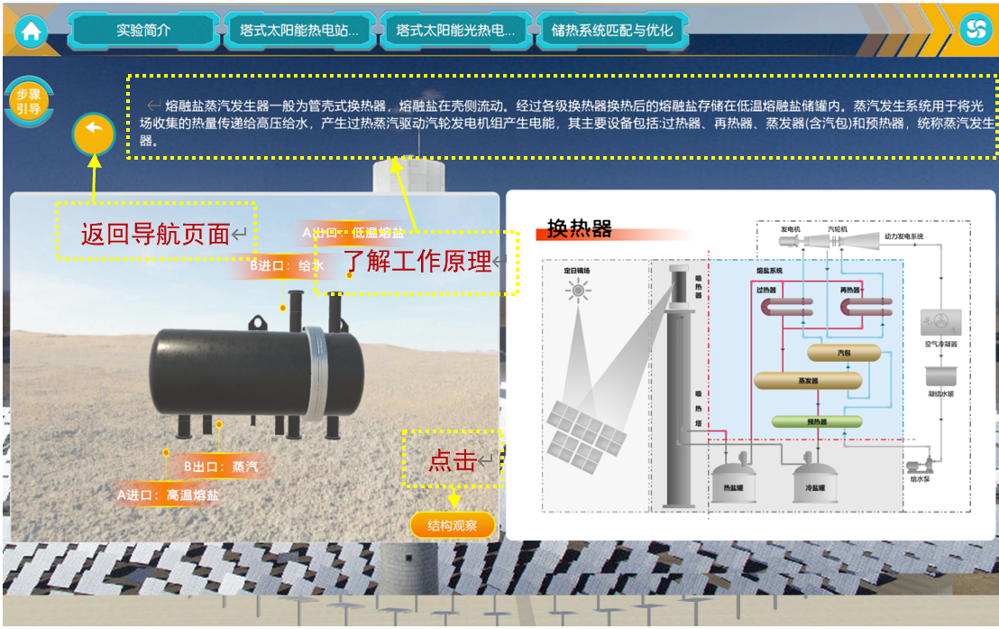 实验简介
塔式太阳能热电站...
塔式太阳能光热电...
储热系统匹配与优化
步骤
引导
熔融盐蒸汽发生器一般为管壳式换热器，熔融盐在壳侧流动。经过各级换热器换热后的熔融盐存储在低温熔融盐储罐内。蒸汽发生系统用于将光
场收集的热量传递给高压给水，产生过热蒸汽驱动汽轮发电机组产生电能，其主要设备包括:过热器、再热器、蒸发器(含汽包)和预热器，统称蒸汽发生
器。
返回导航页面
A出口：低温熔盐
B进口：给水
了解工作原理
B出口：蒸汽
A进口：高温熔盐
点击
结构观察
换热器
发电机
汽轮机
动力发电系统
定日镜场
吸热器
熔盐系统
过热器
再热器
空气冷凝器
汽包
蒸发器
凝结水罐
吸热塔
预热器
热盐罐
冷盐罐
给水泵